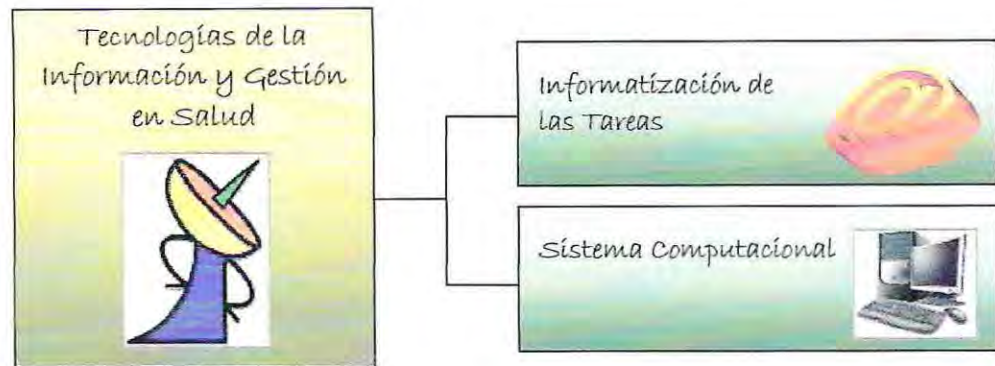 Tecnologías de la
Información y Gestión
en Salud
Informatización de
las Tareas
Sistema Computacional